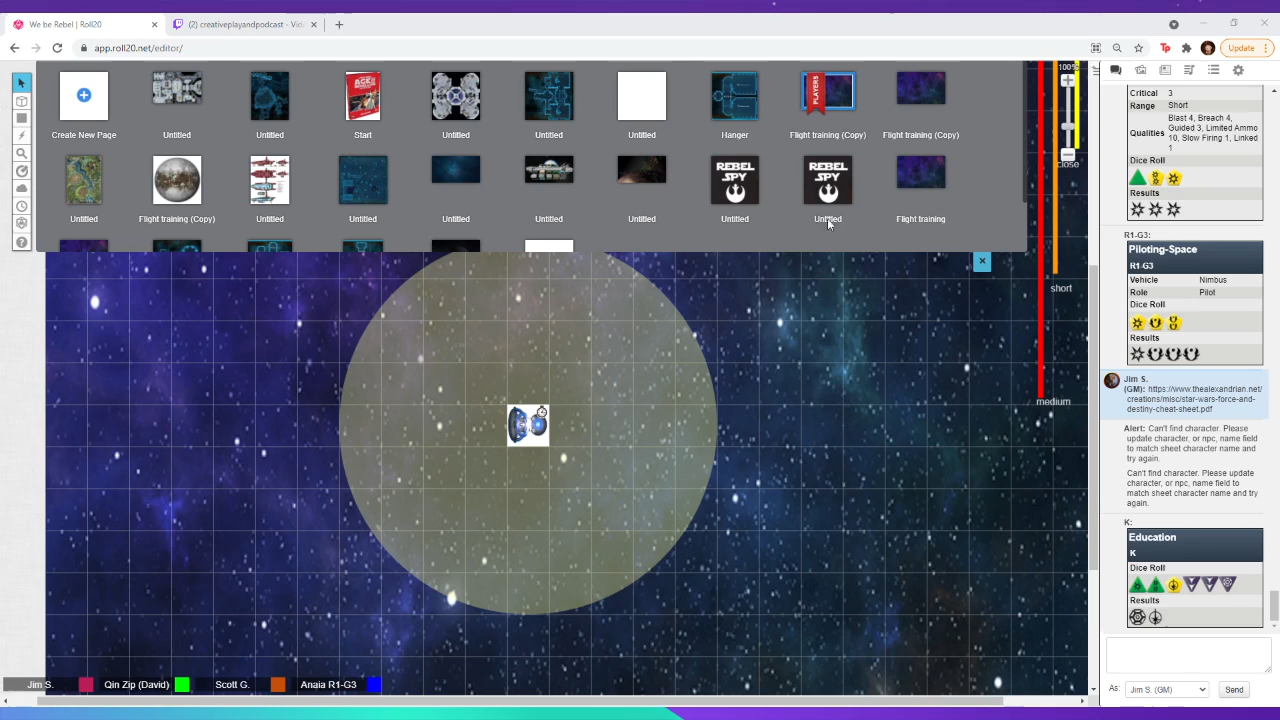 We be Rebel | Roll20
(2) creativeplayandpodcast - Vi
app.roll20.net/editor/
Update
Create New Page
Untitled
Untitled
Start
Untitled
Untitled
Untitled
Hanger
PLAYERS
Flight training (Copy)
Flight training (Copy)
Untitled
Flight training (Copy)
Untitled
Untitled
Untitled
Untitled
Untitled
REBEL
SPY
Untitled
REBEL
SPY
Untitled
Flight training
100%
close
short
medium
Critical 3
Range Short
Qualities Blast 4, Breach 4,
Guided 3, Limited Ammo
10, Slow Firing 1, Linked
1
Dice Roll
Results
R1-G3:
Piloting-Space
R1-G3
Vehicle Nimbus
Role Pilot
Dice Roll
Results
Jim S.
(GM): https://www.thealexandrian.net/
creations/misc/star-wars-force-and-
destiny-cheat-sheet.pdf
Alert: Can't find character. Please
update character, or npc, name field
to match sheet character name and
try again.
Can't find character. Please update
character, or npc, name field to
match sheet character name and try
again.
K:
Education
K
Dice Roll
Results
As: Jim S. (GM) Send
Jim S. Qin Zip (David) Scott G. Anaia R1-G3